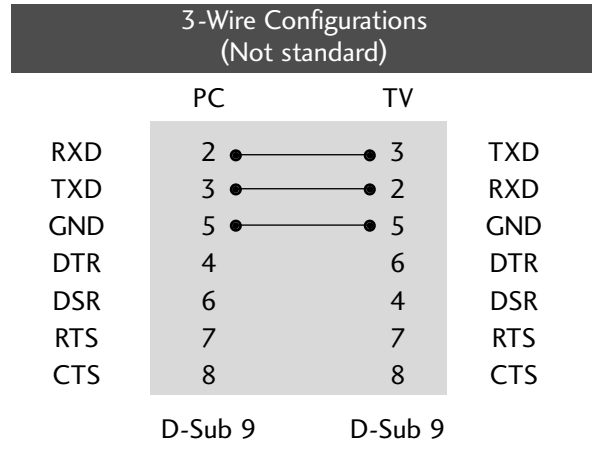 3-Wire Configurations
(Not standard)
PC TV
RXD 2 3 TXD
TXD 3 2 RXD
GND 5 5 GND
DTR 4 6 DTR
DSR 6 4 DSR
RTS 7 7 RTS
CTS 8 8 CTS
D-Sub 9 D-Sub 9